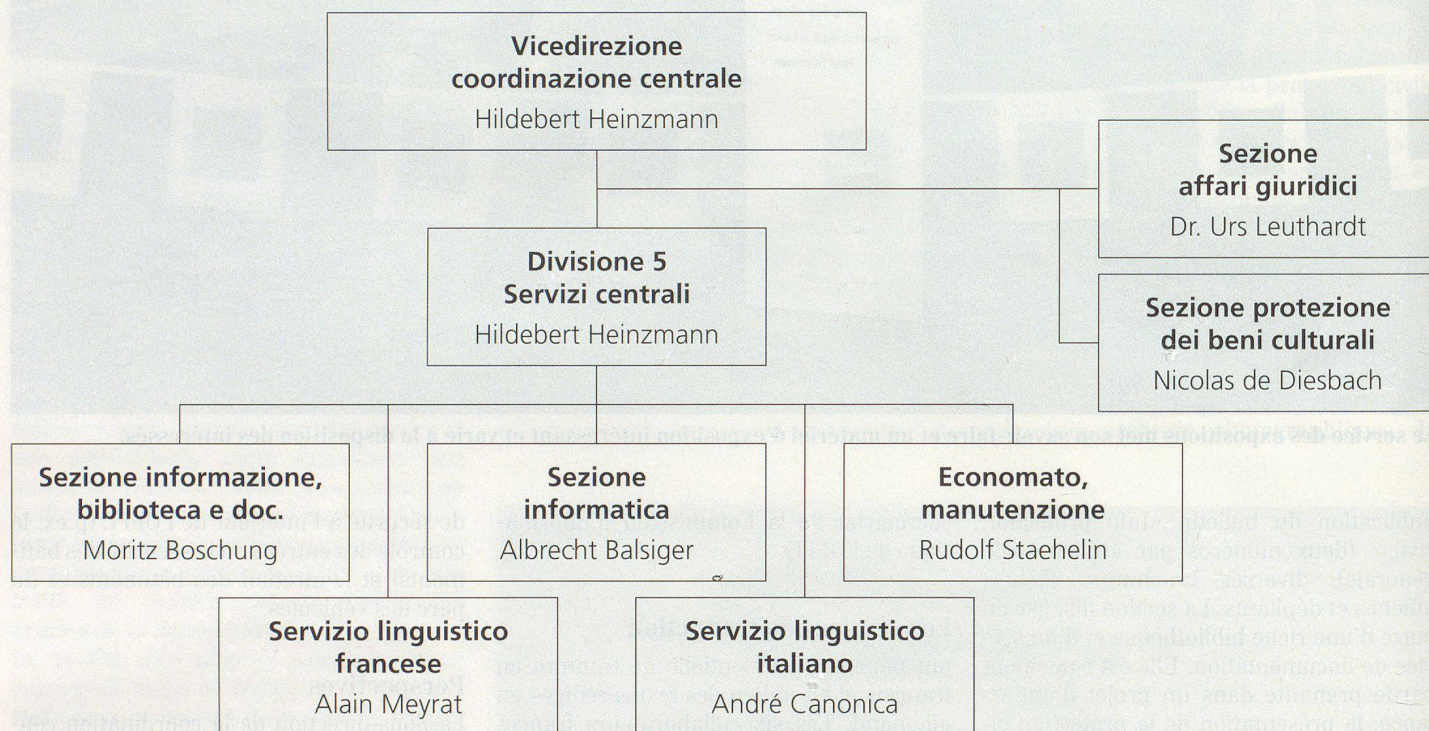 Vicedirezione
coordinazione centrale
Hildebert Heinzmann
Sezione
affari giuridici
Dr. Urs Leuthardt
Divisione 5
Servizi centrali
Hildebert Heinzmann
Sezione protezione
dei beni culturali
Nicolas de Diesbach
Sezione informazione,
biblioteca e doc.
Moritz Boschung
Sezione
informatica
Albrecht Balsiger
Economato,
manutenzione
Rudolf Staehelin
Servizio linguistico
francese
Alain Meyrat
Servizio linguistico
italiano
André Canonica